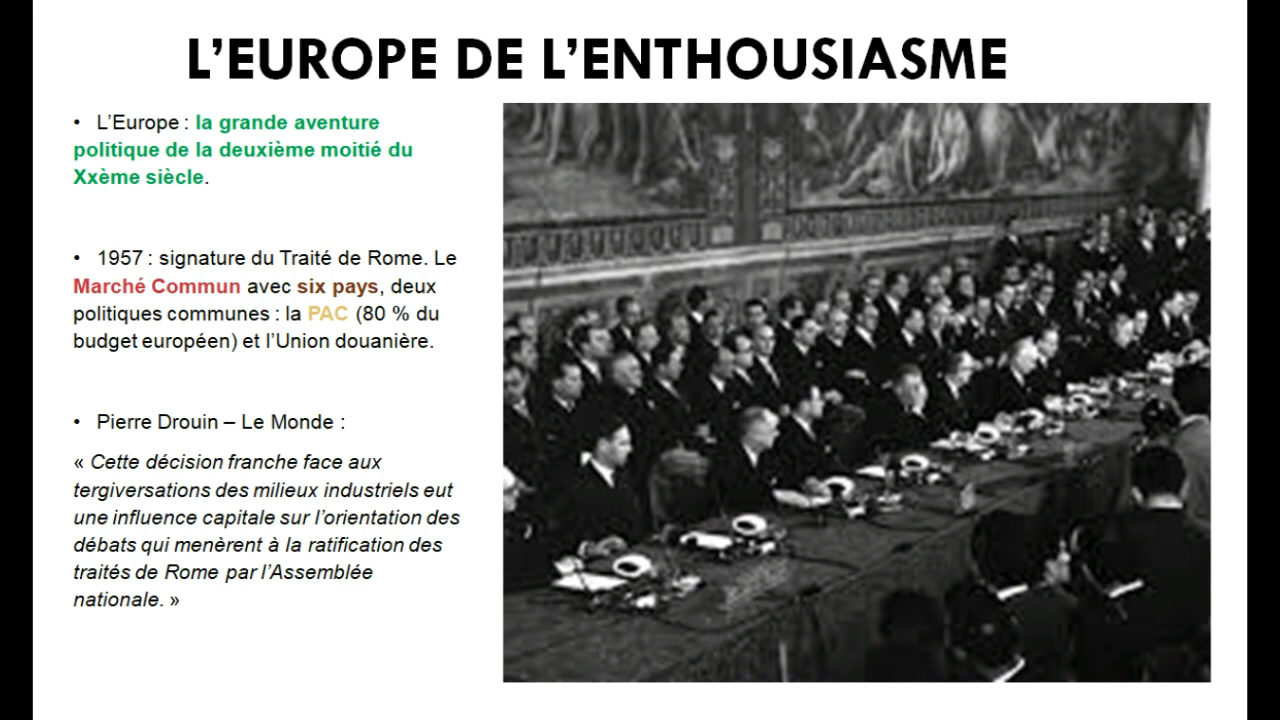 L’EUROPE DE L’ENTHOUSIASME
• L’Europe : la grande aventure
politique de la deuxième moitié du
Xxème siècle.
• 1957 : signature du Traité de Rome. Le
Marché Commun avec six pays, deux
politiques communes : la PAC (80 % du
budget européen) et l’Union douanière.
• Pierre Drouin – Le Monde :
« Cette décision franche face aux
tergiversations des milieux industriels eut
une influence capitale sur l’orientation des
débats qui menèrent à la ratification des
traités de Rome par l’Assemblée
nationale. »